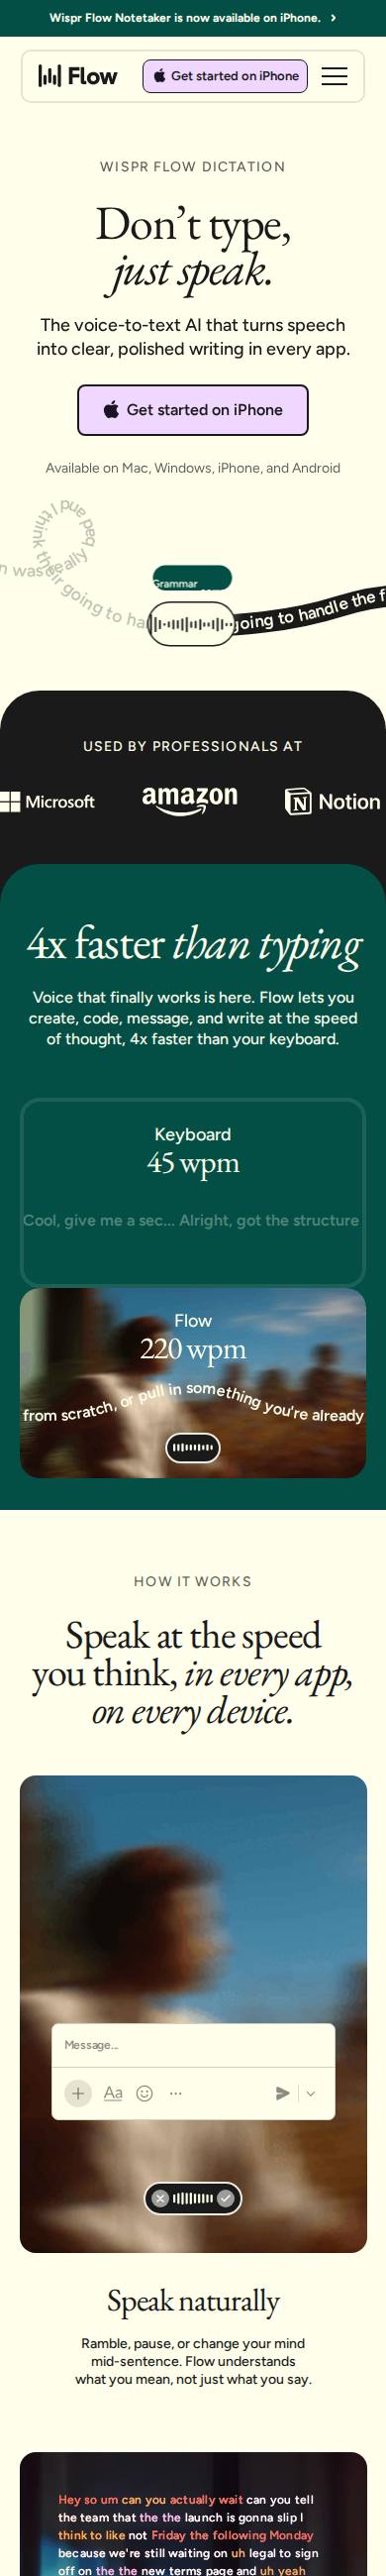 Wispr Flow Notetaker is now available on iPhone. ›
Flow
Get started on iPhone
WISPR FLOW DICTATION
Don’t type,
just speak.
The voice-to-text AI that turns speech
into clear, polished writing in every app.
Get started on iPhone
Available on Mac, Windows, iPhone, and Android
n was really bad and I think their going to ha
Grammar
going to handle the f
USED BY PROFESSIONALS AT
Microsoft
amazon
Notion
4x faster than typing
Voice that finally works is here. Flow lets you
create, code, message, and write at the speed
of thought, 4x faster than your keyboard.
Keyboard
45 wpm
Cool, give me a sec... Alright, got the structure
Flow
220 wpm
from scratch, or pull in something you're already
HOW IT WORKS
Speak at the speed
you think, in every app,
on every device.
Message...
Aa
Speak naturally
Ramble, pause, or change your mind
mid-sentence. Flow understands
what you mean, not just what you say.
Hey so um can you actually wait can you tell
the team that the the launch is gonna slip I
think to like not Friday the following Monday
because we're still waiting on uh legal to sign
off on the the new terms page and uh yeah